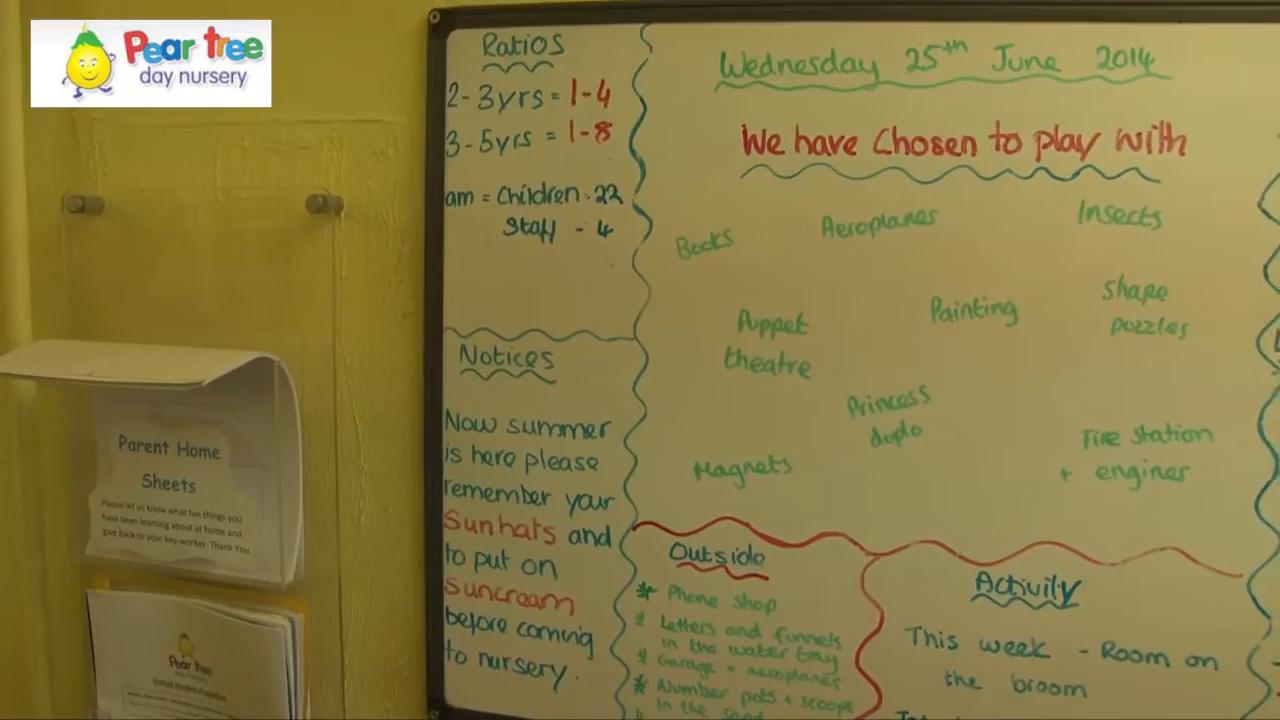 Pear tree
day nursery
Ratios
2-3yrs = 1-4
3-5yrs = 1-8
am = Children - 22
Staff - 4
Notices
Now summer
is here please
remember your
Sunhats and
to put on
Suncream
before coming
to nursery.
Wednesday 25th June 2014
We have Chosen to play with
Books
Aeroplanes
Insects
Puppet
theatre
Painting
Shape
puzzles
Princess
duplo
Magnets
Fire station
+ engines
Outside
* Phone shop
* Letters and funnels
in the water tray
* Garage + aeroplanes
* Number pots + scoops
in the sand
Activity
This week - Room on
the broom
Parent Home
Sheets
Please let us know what fun things you
have been learning about at home and
give back to your key-worker. Thank You
Pear tree